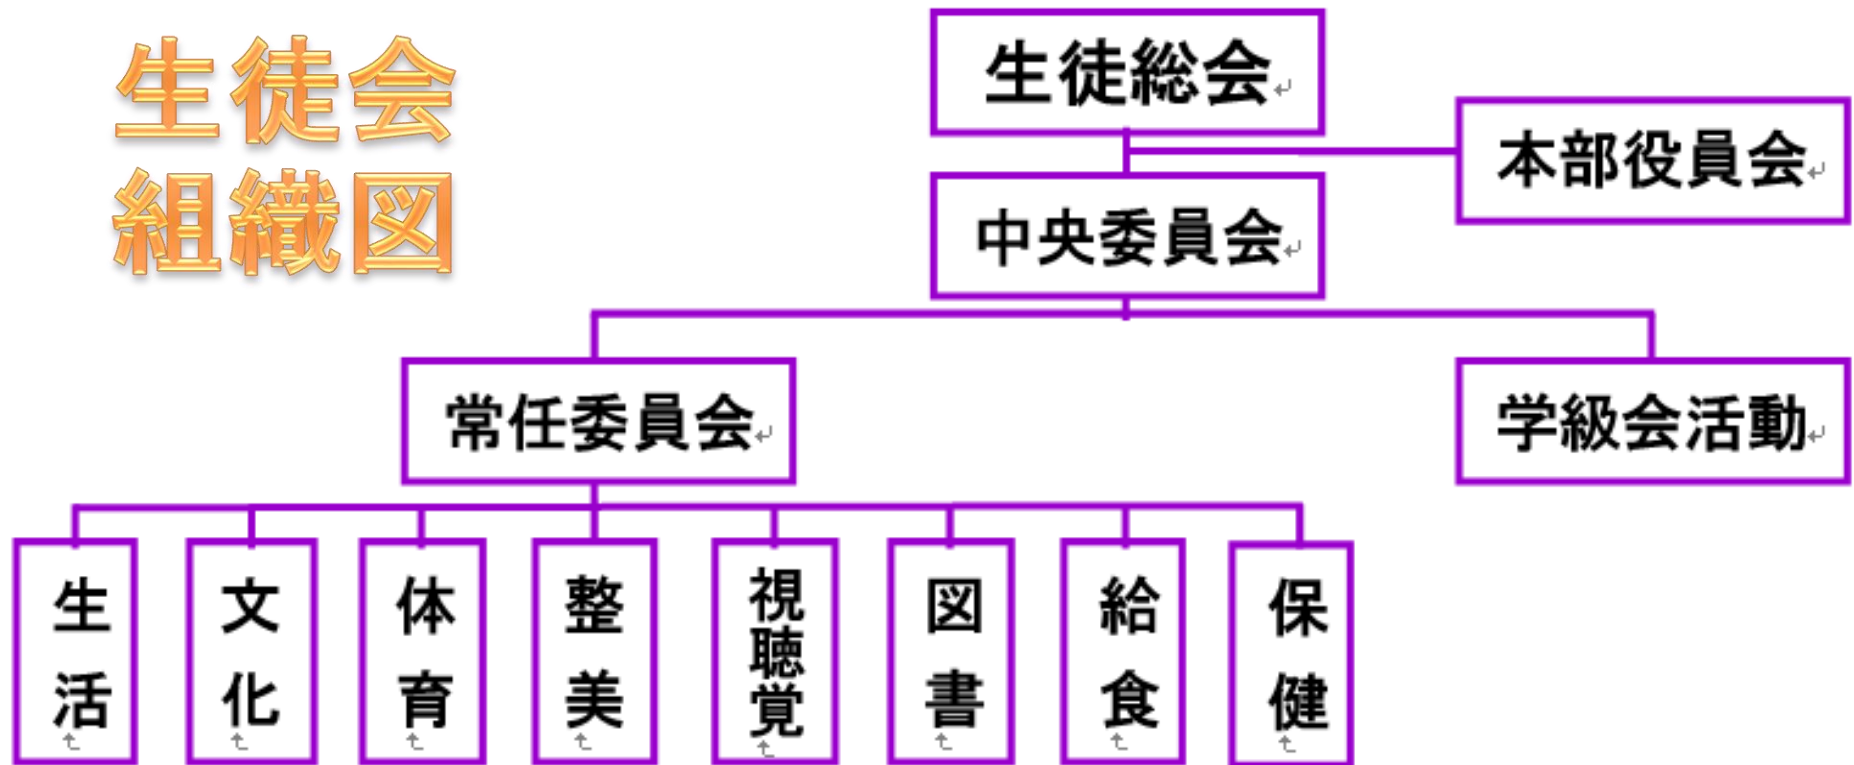 生徒会
組織図
生徒総会
本部役員会
中央委員会
常任委員会
学級会活動
生活
文化
体育
整美
視聴覚
図書
給食
保健